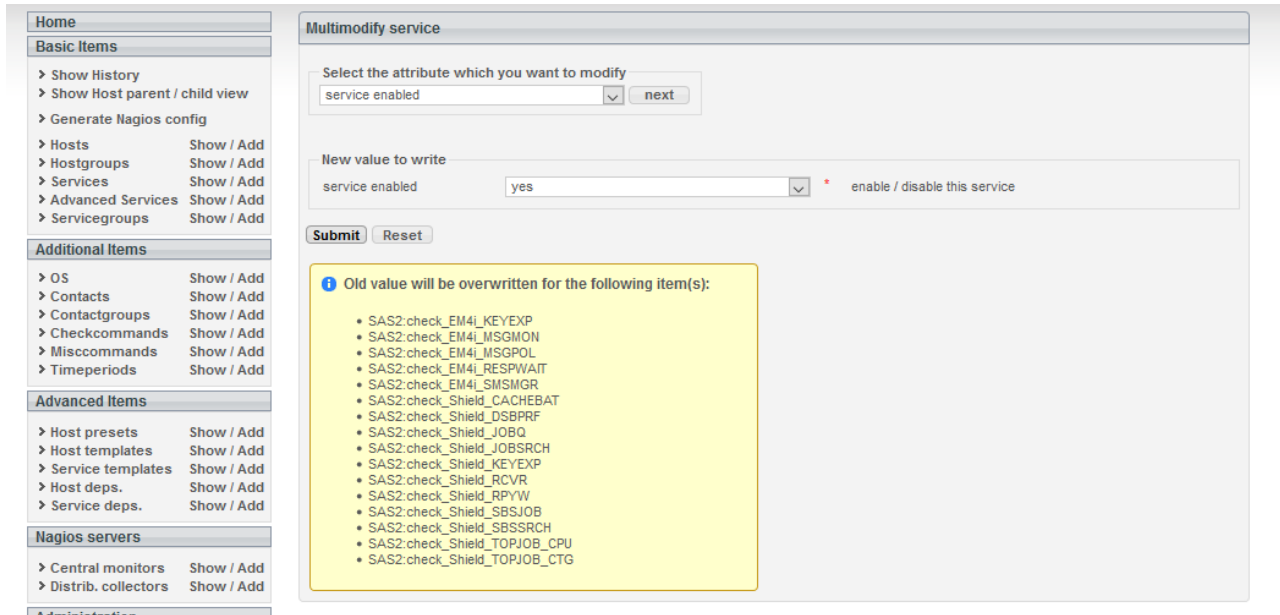 Home
Basic Items
Show History
Show Host parent / child view
Generate Nagios config
Hosts Show / Add
Hostgroups Show / Add
Services Show / Add
Advanced Services Show / Add
Servicegroups Show / Add
Additional Items
OS Show / Add
Contacts Show / Add
Contactgroups Show / Add
Checkcommands Show / Add
Misccommands Show / Add
Timeperiods Show / Add
Advanced Items
Host presets Show / Add
Host templates Show / Add
Service templates Show / Add
Host deps. Show / Add
Service deps. Show / Add
Nagios servers
Central monitors Show / Add
Distrib. collectors Show / Add
Administration
Multimodify service
Select the attribute which you want to modify
service enabled next
New value to write
service enabled yes * enable / disable this service
Submit Reset
Old value will be overwritten for the following item(s):
• SAS2:check_EM4i_KEYEXP
• SAS2:check_EM4i_MSGMON
• SAS2:check_EM4i_MSGPOL
• SAS2:check_EM4i_RESPWAIT
• SAS2:check_EM4i_SMSMGR
• SAS2:check_Shield_CACHEBAT
• SAS2:check_Shield_DSBPRF
• SAS2:check_Shield_JOBQ
• SAS2:check_Shield_JOBSRCH
• SAS2:check_Shield_KEYEXP
• SAS2:check_Shield_RCVR
• SAS2:check_Shield_RPYW
• SAS2:check_Shield_SBSJOB
• SAS2:check_Shield_SBSSRCH
• SAS2:check_Shield_TOPJOB_CPU
• SAS2:check_Shield_TOPJOB_CTG